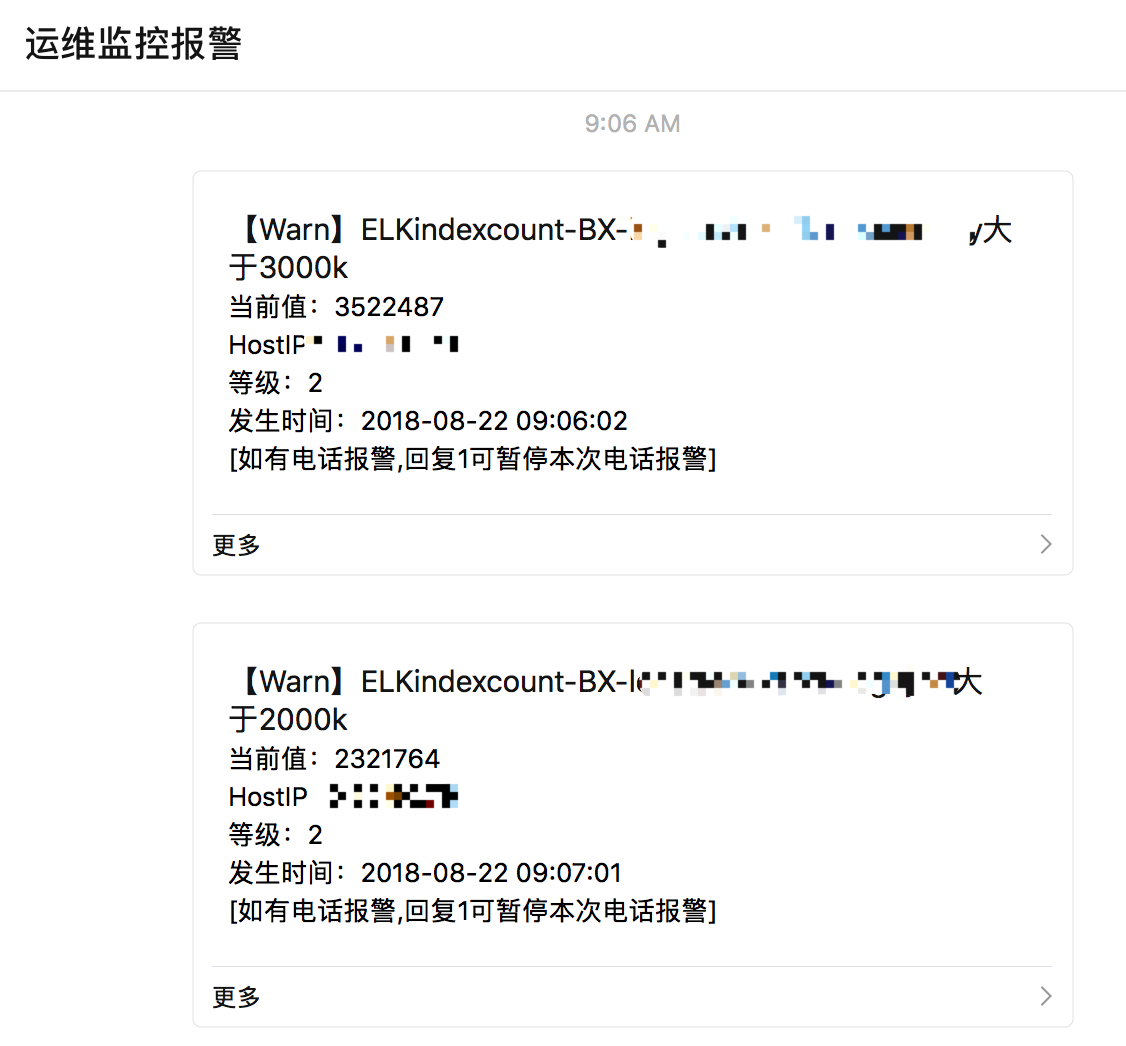 运维监控报警
9:06 AM
【Warn】ELKindexcount-BX- 大
于3000k
当前值：3522487
HostIP
等级：2
发生时间：2018-08-22 09:06:02
[如有电话报警,回复1可暂停本次电话报警]
更多
【Warn】ELKindexcount-BX- 大
于2000k
当前值：2321764
HostIP
等级：2
发生时间：2018-08-22 09:07:01
[如有电话报警,回复1可暂停本次电话报警]
更多